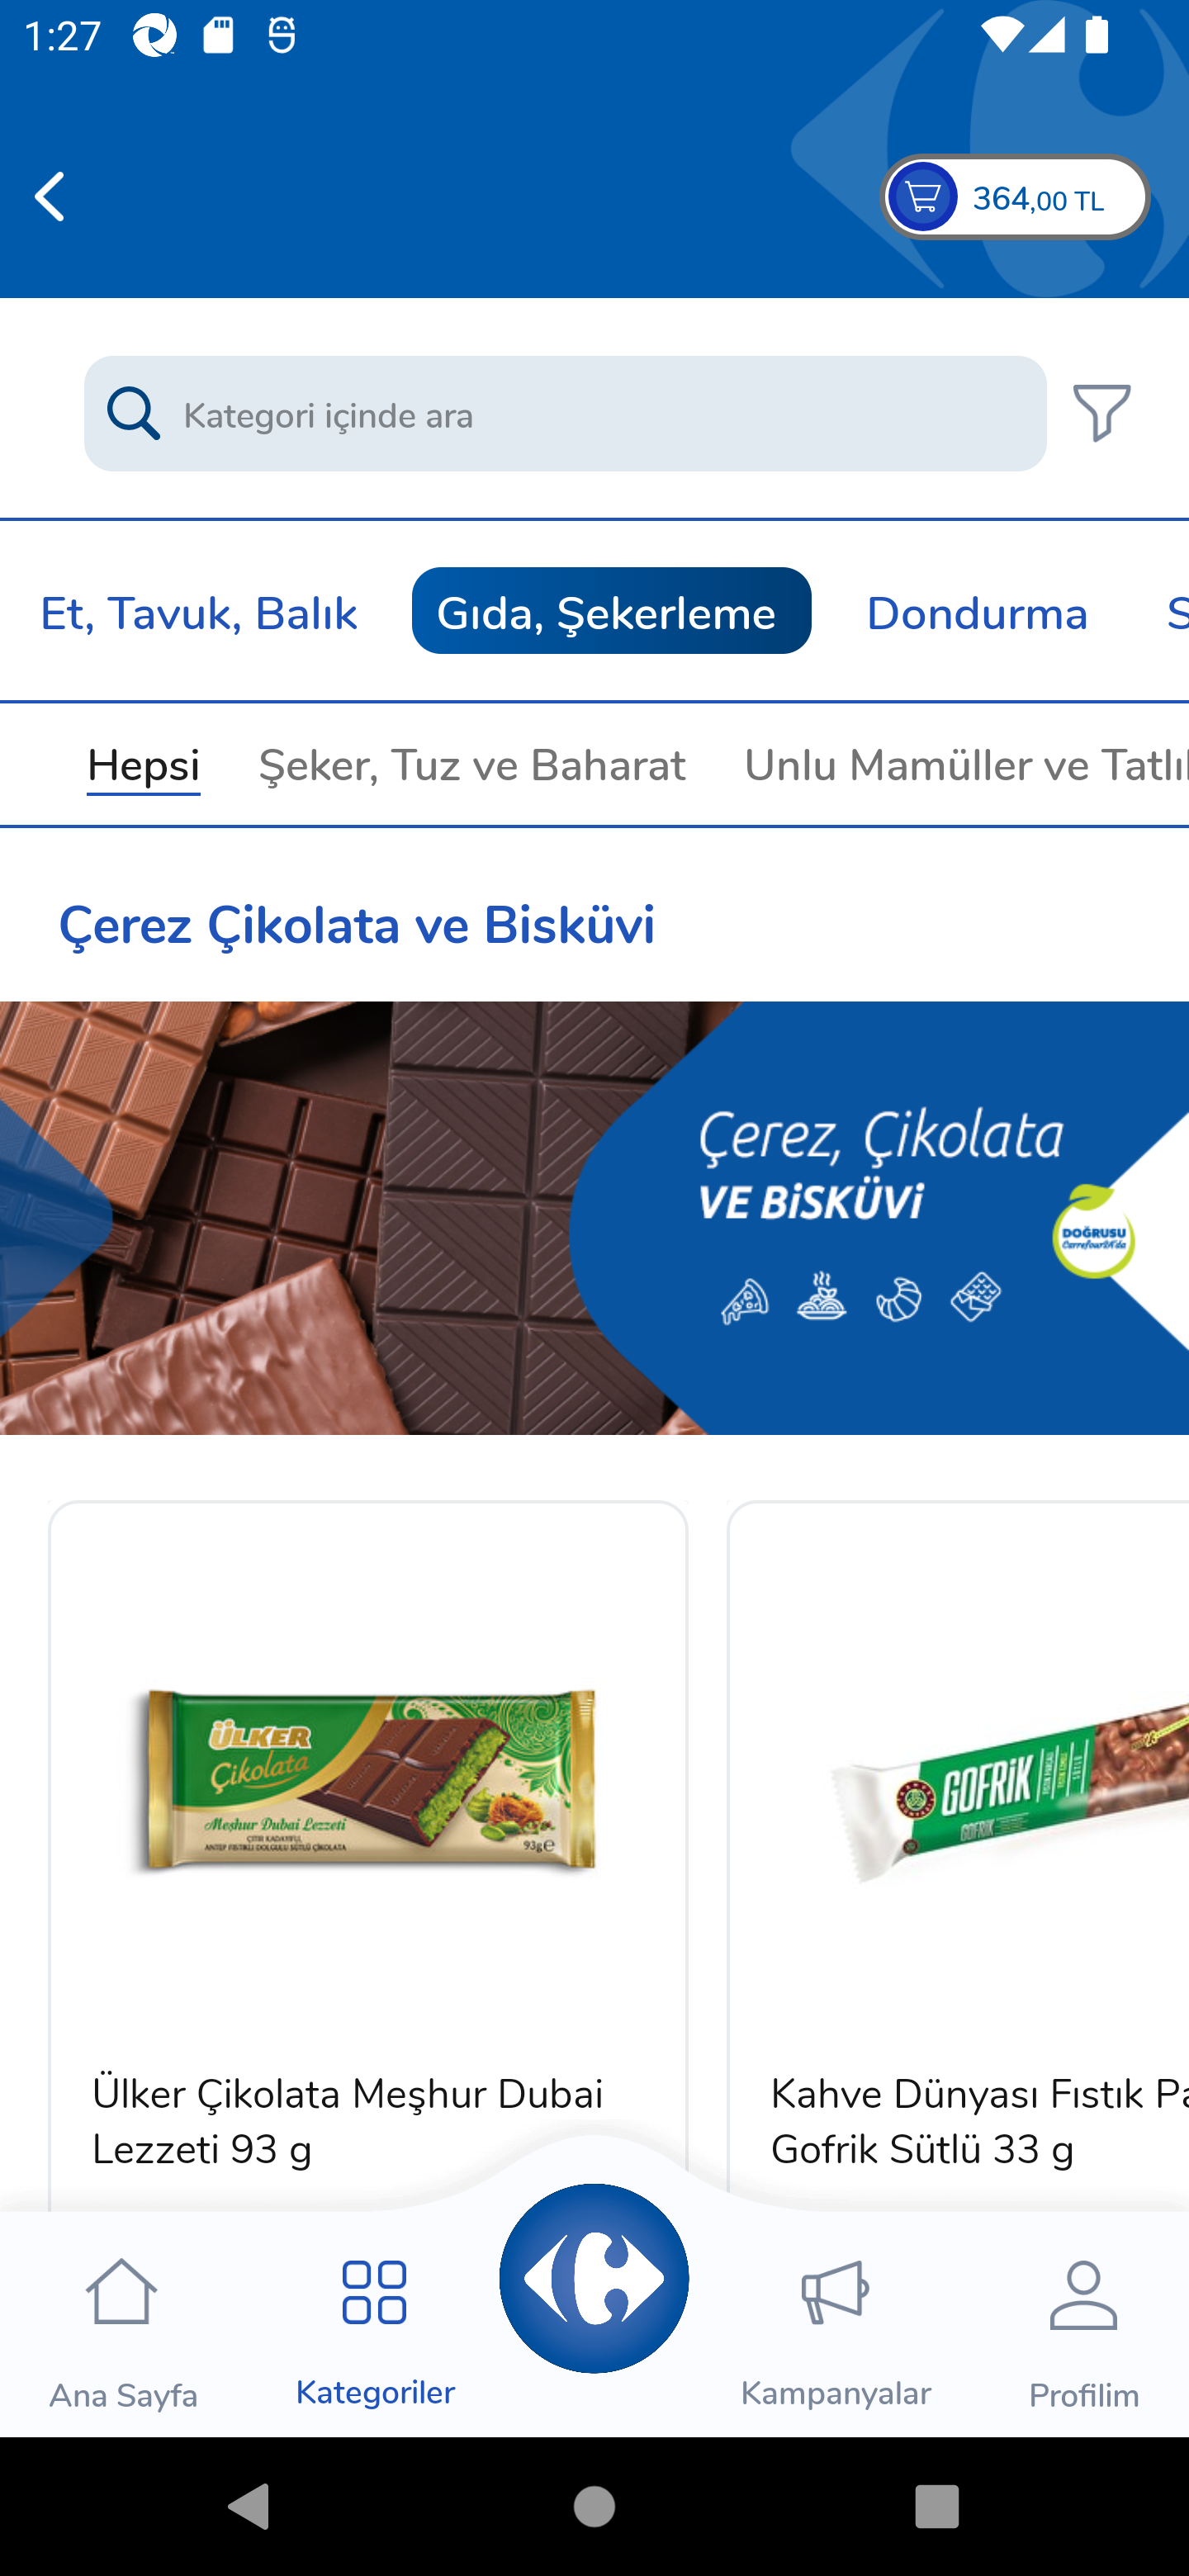 1:27
364,00 TL
Kategori içinde ara
Et, Tavuk, Balık
Gıda, Şekerleme
Dondurma
S
Hepsi
Şeker, Tuz ve Baharat
Unlu Mamüller ve Tatlı
Çerez Çikolata ve Bisküvi
Çerez, Çikolata
VE BİSKÜVİ
DOĞRUSU
CarrefourSA'da
ÜLKER
Çikolata
Meşhur Dubai Lezzeti
ÇITIR KADAYIFLI,
ANTEP FISTIKLI DOLGULU SÜTLÜ ÇİKOLATA
93g e
GOFRİK
GOFRİK
Ülker Çikolata Meşhur Dubai
Lezzeti 93 g
Kahve Dünyası Fıstık Pa
Gofrik Sütlü 33 g
Ana Sayfa
Kategoriler
Kampanyalar
Profilim